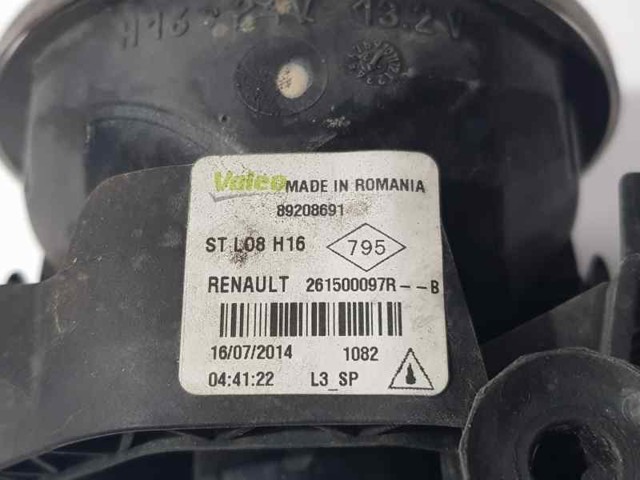 H16 - 24V 13.2V
Valeo MADE IN ROMANIA
89208691
ST L08 H16 795
RENAULT 261500097R--B
16/07/2014 1082
04:41:22 L3_SP